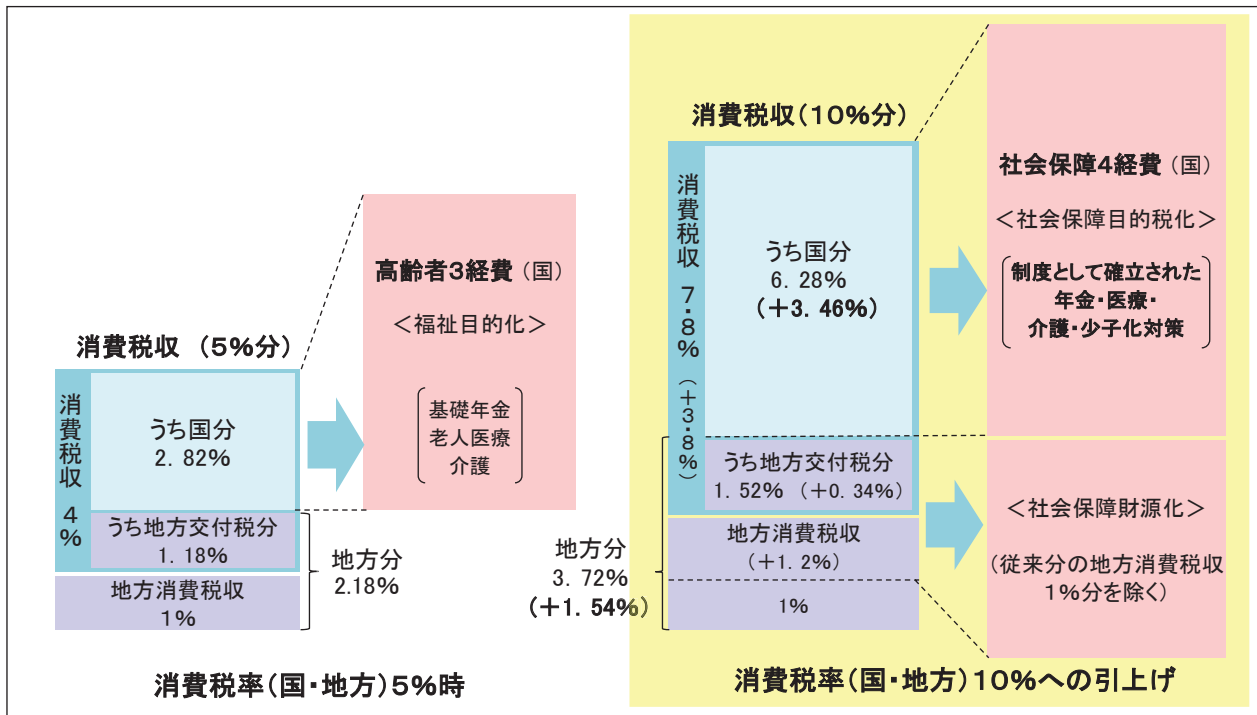 消費税収 (5%分)
消費税収 4%
うち国分
2.82%
うち地方交付税分
1.18%
地方消費税収
1%
地方分
2.18%
高齢者3経費(国)
<福祉目的化>
基礎年金
老人医療
介護
消費税率(国・地方)5%時
消費税収(10%分)
消費税収 7.8% (+3.8%)
うち国分
6.28%
(+3.46%)
うち地方交付税分
1.52% (+0.34%)
地方消費税収
(+1.2%)
1%
地方分
3.72%
(+1.54%)
社会保障4経費(国)
<社会保障目的税化>
制度として確立された
年金・医療・
介護・少子化対策
<社会保障財源化>
(従来分の地方消費税収
1%分を除く)
消費税率(国・地方)10%への引上げ